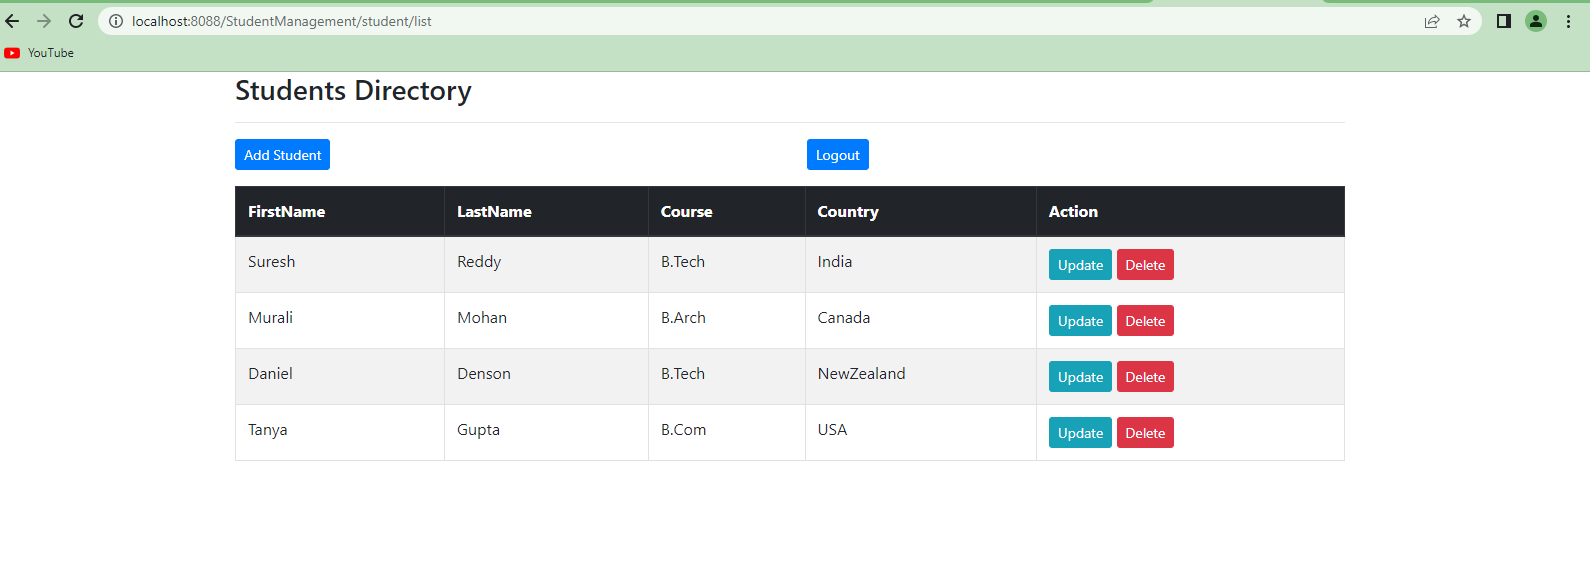 localhost:8088/StudentManagement/student/list
YouTube
Students Directory
Add Student Logout
FirstName LastName Course Country Action
Suresh Reddy B.Tech India Update Delete
Murali Mohan B.Arch Canada Update Delete
Daniel Denson B.Tech NewZealand Update Delete
Tanya Gupta B.Com USA Update Delete